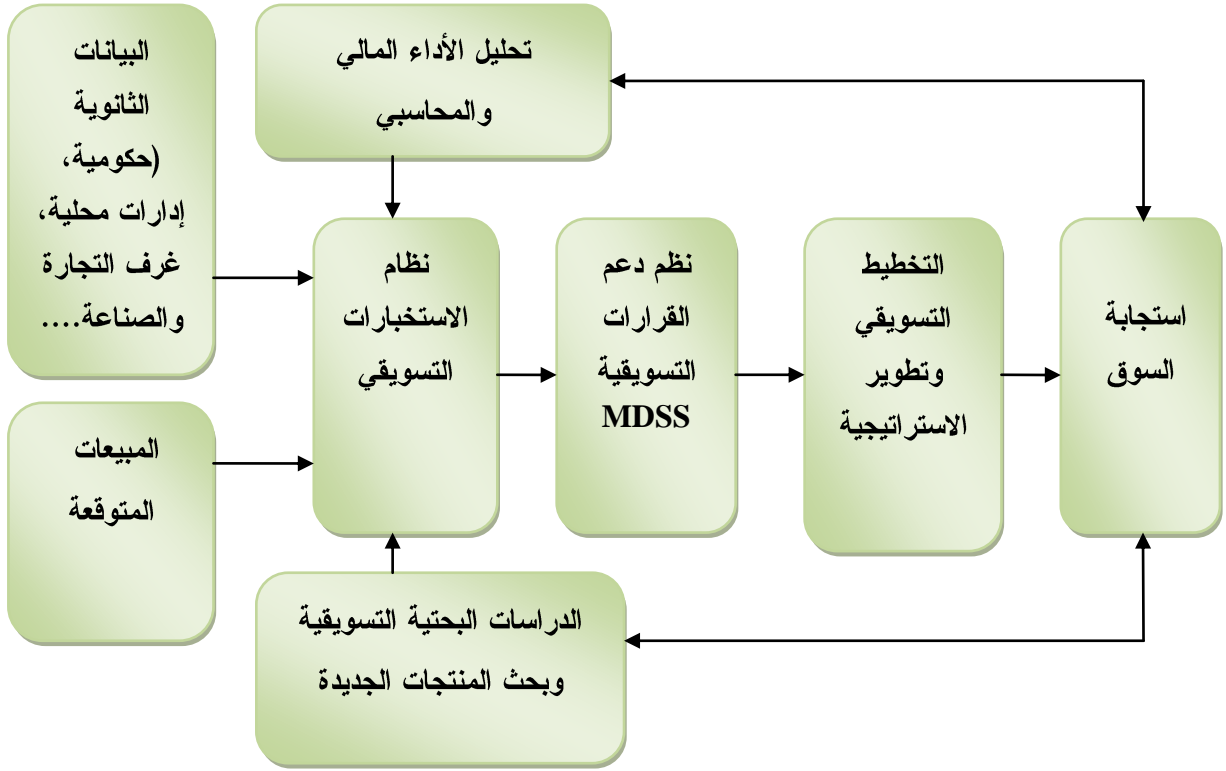 البيانات
الثانوية
(حكومية،
إدارات محلية،
غرف التجارة
والصناعة....
تحليل الأداء المالي
والمحاسبي
نظام
الاستخبارات
التسويقي
نظم دعم
القرارات
التسويقية
MDSS
التخطيط
التسويقي
وتطوير
الاستراتيجية
استجابة
السوق
المبيعات
المتوقعة
الدراسات البحتية التسويقية
وبحث المنتجات الجديدة